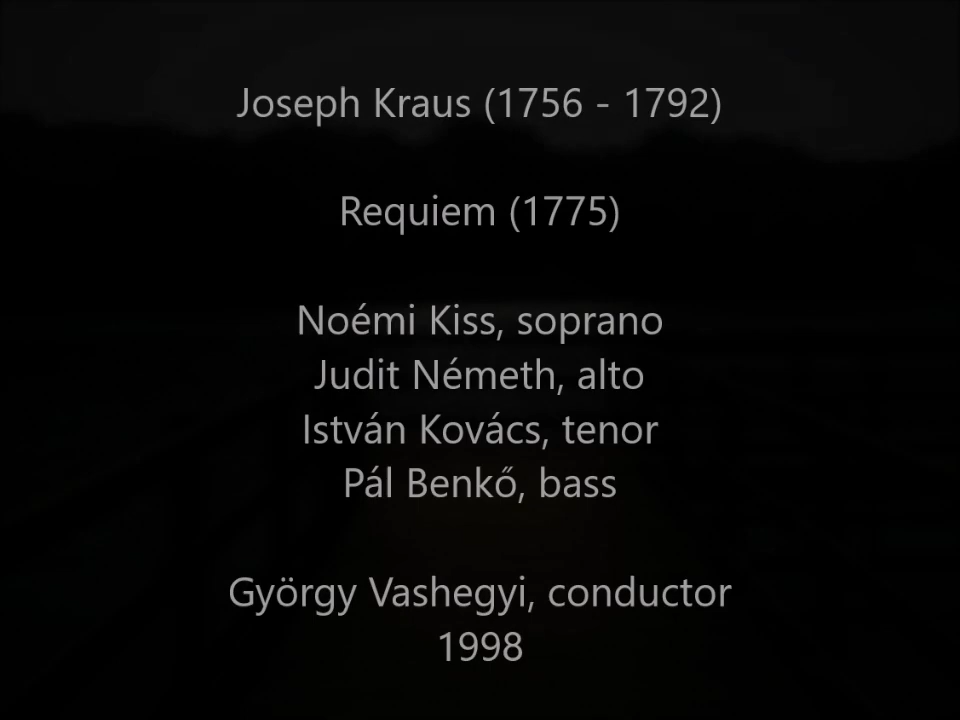 Joseph Kraus (1756 - 1792)
Requiem (1775)
Noémi Kiss, soprano
Judit Németh, alto
István Kovács, tenor
Pál Benkő, bass
György Vashegyi, conductor
1998